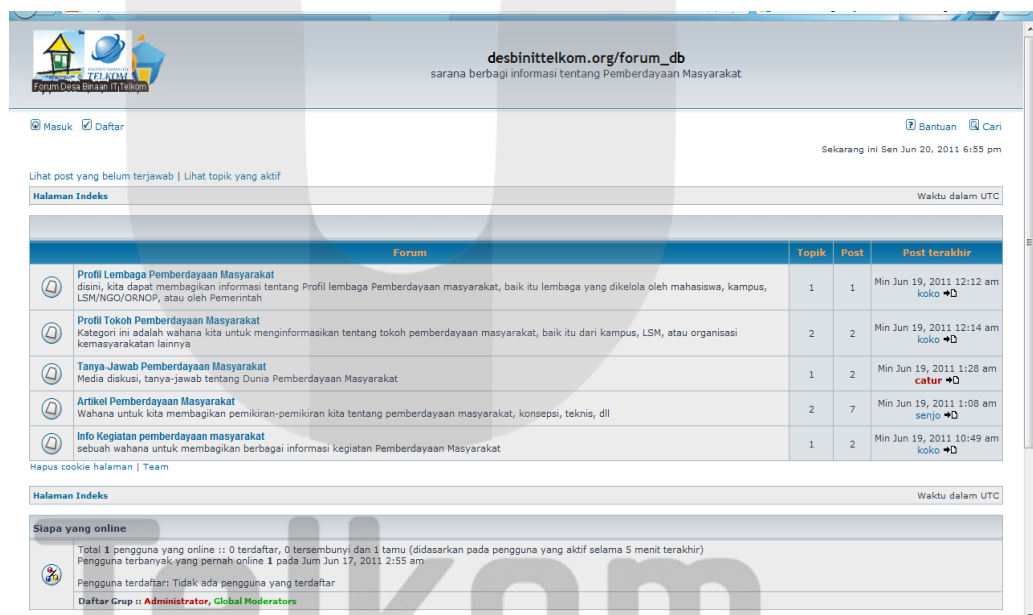 TELKOM
Forum Desa Binaan IT Telkom
desbinittelkom.org/forum_db
sarana berbagi informasi tentang Pemberdayaan Masyarakat
Masuk Daftar
Bantuan Cari
Sekarang ini Sen Jun 20, 2011 6:55 pm
Lihat post yang belum terjawab | Lihat topik yang aktif
Halaman Indeks Waktu dalam UTC
Forum Topik Post Post terakhir
Profil Lembaga Pemberdayaan Masyarakat
disini, kita dapat membagikan informasi tentang Profil lembaga Pemberdayaan masyarakat, baik itu lembaga yang dikelola oleh mahasiswa, kampus,
LSM/NGO/ORNOP, atau oleh Pemerintah
1 1 Min Jun 19, 2011 12:12 am
koko
Profil Tokoh Pemberdayaan Masyarakat
Kategori ini adalah wahana kita untuk menginformasikan tentang tokoh pemberdayaan masyarakat, baik itu dari kampus, LSM, atau organisasi
kemasyarakatan lainnya
2 2 Min Jun 19, 2011 12:14 am
koko
Tanya-Jawab Pemberdayaan Masyarakat
Media diskusi, tanya-jawab tentang Dunia Pemberdayaan Masyarakat
1 2 Min Jun 19, 2011 1:28 am
catur
Artikel Pemberdayaan Masyarakat
Wahana untuk kita membagikan pemikiran-pemikiran kita tentang pemberdayaan masyarakat, konsepsi, teknis, dll
2 7 Min Jun 19, 2011 1:08 am
senjo
Info Kegiatan pemberdayaan masyarakat
sebuah wahana untuk membagikan berbagai informasi kegiatan Pemberdayaan Masyarakat
1 2 Min Jun 19, 2011 10:49 am
koko
Hapus cookie halaman | Team
Halaman Indeks Waktu dalam UTC
Siapa yang online
Total 1 pengguna yang online :: 0 terdaftar, 0 tersembunyi dan 1 tamu (didasarkan pada pengguna yang aktif selama 5 menit terakhir)
Pengguna terbanyak yang pernah online 1 pada Jum Jun 17, 2011 2:55 am
Pengguna terdaftar: Tidak ada pengguna yang terdaftar
Daftar Grup :: Administrator, Global Moderators
Telkom